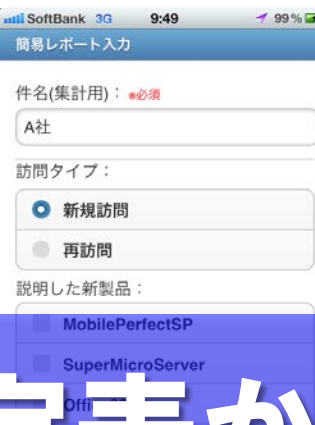 SoftBank 3G 9:49 99%
簡易レポート入力
件名(集計用): *必須
A社
訪問タイプ:
新規訪問
再訪問
説明した新製品:
MobilePerfectSP
SuperMicroServer